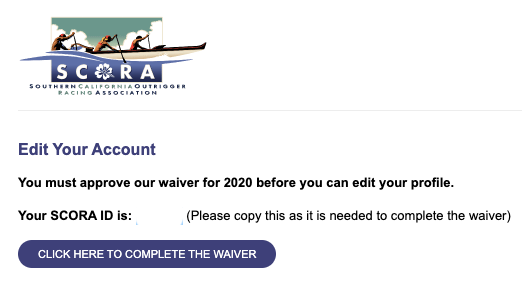 SCORA
SOUTHERN CALIFORNIA OUTRIGGER
RACING ASSOCIATION
Edit Your Account
You must approve our waiver for 2020 before you can edit your profile.
Your SCORA ID is: (Please copy this as it is needed to complete the waiver)
CLICK HERE TO COMPLETE THE WAIVER